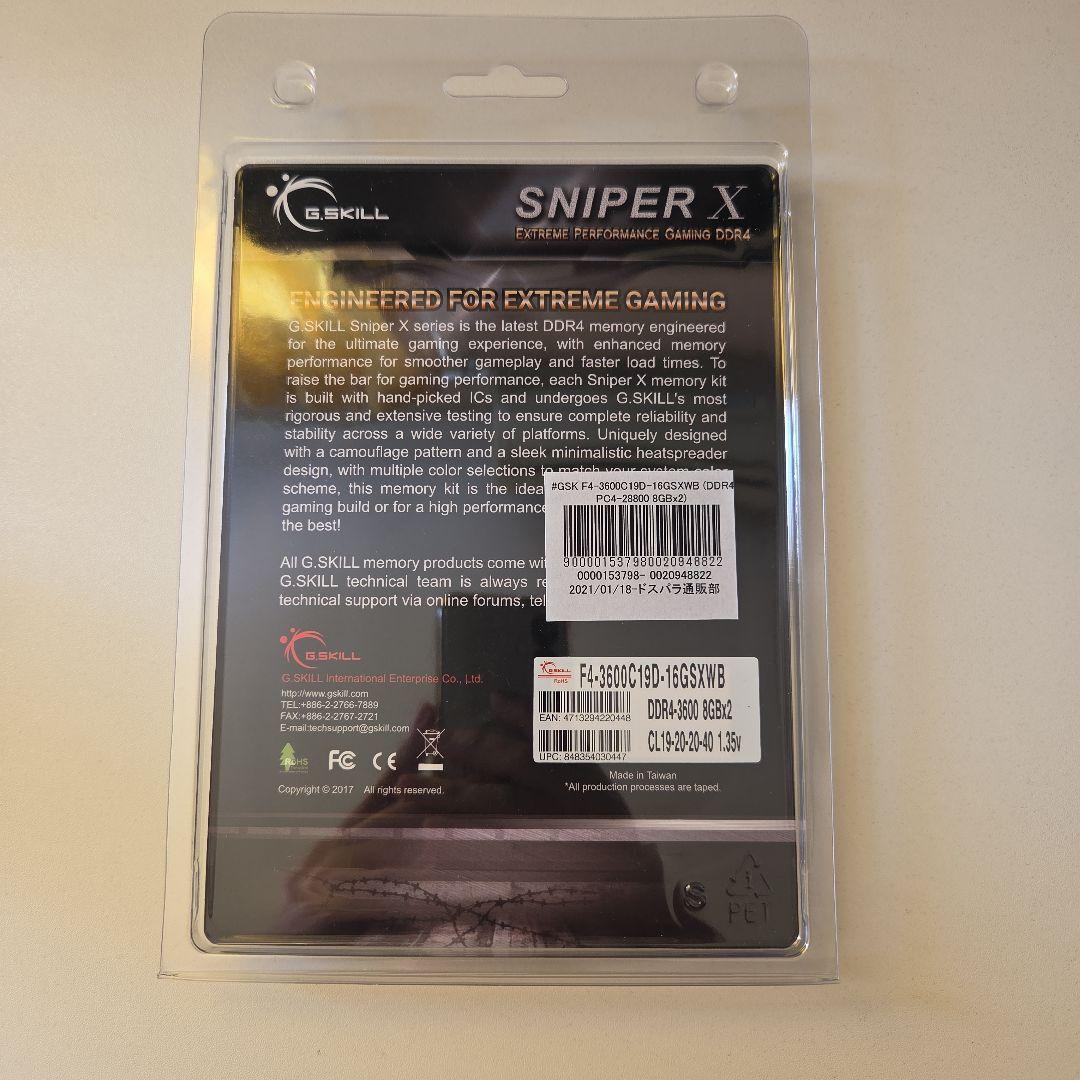 G.SKILL
SNIPER X
EXTREME PERFORMANCE GAMING DDR4
ENGINEERED FOR EXTREME GAMING
G.SKILL Sniper X series is the latest DDR4 memory engineered
for the ultimate gaming experience, with enhanced memory
performance for smoother gameplay and faster load times. To
raise the bar for gaming performance, each Sniper X memory kit
is built with hand-picked ICs and undergoes G.SKILL's most
rigorous and extensive testing to ensure complete reliability and
stability across a wide variety of platforms. Uniquely designed
with a camouflage pattern and a sleek minimalistic heatspreader
design, with multiple color selections to match your system color
scheme, this memory kit is the idea
gaming build or for a high performance
the best!
All G.SKILL memory products come wi
G.SKILL technical team is always re
technical support via online forums, tel
#GSK F4-3600C19D-16GSXWB (DDR4
PC4-28800 8GBx2)
900001537980020948822
0000153798- 0020948822
2021/01/18-ドスパラ通販部
G.SKILL
G.SKILL International Enterprise Co., Ltd.
http://www.gskill.com
TEL:+886-2-2766-7889
FAX:+886-2-2767-2721
E-mail:techsupport@gskill.com
RoHS
FC CE
Copyright © 2017 All rights reserved.
G.SKILL
RoHS
F4-3600C19D-16GSXWB
DDR4-3600 8GBx2
EAN: 4713294220448
CL19-20-20-40 1.35v
UPC: 848354030447
Made in Taiwan
*All production processes are taped.
S
1
PET